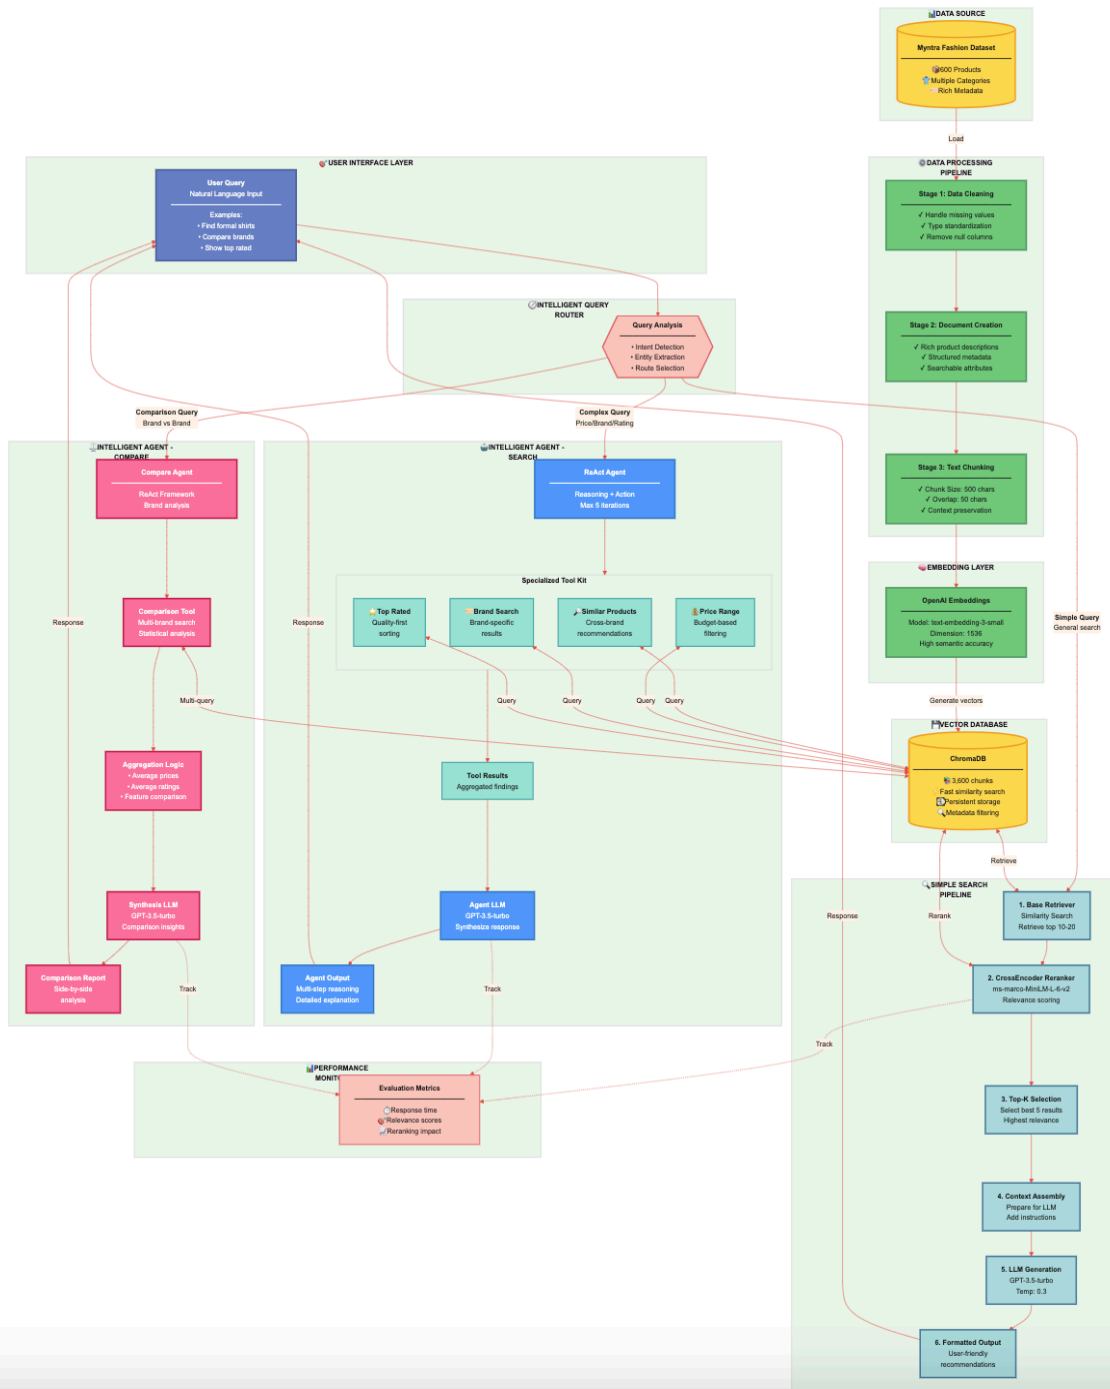 📊DATA SOURCE
Myntra Fashion Dataset
📦600 Products
👕Multiple Categories
🏷️Rich Metadata
Load
🎯USER INTERFACE LAYER
User Query
Natural Language Input
Examples:
• Find formal shirts
• Compare brands
• Show top rated
⚙️DATA PROCESSING
PIPELINE
Stage 1: Data Cleaning
✓ Handle missing values
✓ Type standardization
✓ Remove null columns
🧭INTELLIGENT QUERY
ROUTER
Query Analysis
• Intent Detection
• Entity Extraction
• Route Selection
Stage 2: Document Creation
✓ Rich product descriptions
✓ Structured metadata
✓ Searchable attributes
Comparison Query
Brand vs Brand
Complex Query
Price/Brand/Rating
⚖️INTELLIGENT AGENT -
COMPARE
Compare Agent
ReAct Framework
Brand analysis
🤖INTELLIGENT AGENT -
SEARCH
ReAct Agent
Reasoning + Action
Max 5 iterations
Stage 3: Text Chunking
✓ Chunk Size: 500 chars
✓ Overlap: 50 chars
✓ Context preservation
🧠EMBEDDING LAYER
OpenAI Embeddings
Model: text-embedding-3-small
Dimension: 1536
High semantic accuracy
Specialized Tool Kit
⭐Top Rated
Quality-first
sorting
🏷️Brand Search
Brand-specific
results
🔎Similar Products
Cross-brand
recommendations
💰Price Range
Budget-based
filtering
Response
Comparison Tool
Multi-brand search
Statistical analysis
Response
Simple Query
General search
Multi-query
Query
Query
Query
Query
Generate vectors
💾VECTOR DATABASE
ChromaDB
📚3,600 chunks
⚡Fast similarity search
💽Persistent storage
🔍Metadata filtering
Aggregation Logic
• Average prices
• Average ratings
• Feature comparison
Tool Results
Aggregated findings
Retrieve
🔍SIMPLE SEARCH
PIPELINE
Synthesis LLM
GPT-3.5-turbo
Comparison insights
Agent LLM
GPT-3.5-turbo
Synthesize response
Response
Rerank
1. Base Retriever
Similarity Search
Retrieve top 10-20
Comparison Report
Side-by-side
analysis
Track
Agent Output
Multi-step reasoning
Detailed explanation
Track
2. CrossEncoder Reranker
ms-marco-MiniLM-L-6-v2
Relevance scoring
Track
📊PERFORMANCE
MONITO
Evaluation Metrics
⏱️Response time
🎯Relevance scores
📈Reranking impact
3. Top-K Selection
Select best 5 results
Highest relevance
4. Context Assembly
Prepare for LLM
Add instructions
5. LLM Generation
GPT-3.5-turbo
Temp: 0.3
6. Formatted Output
User-friendly
recommendations